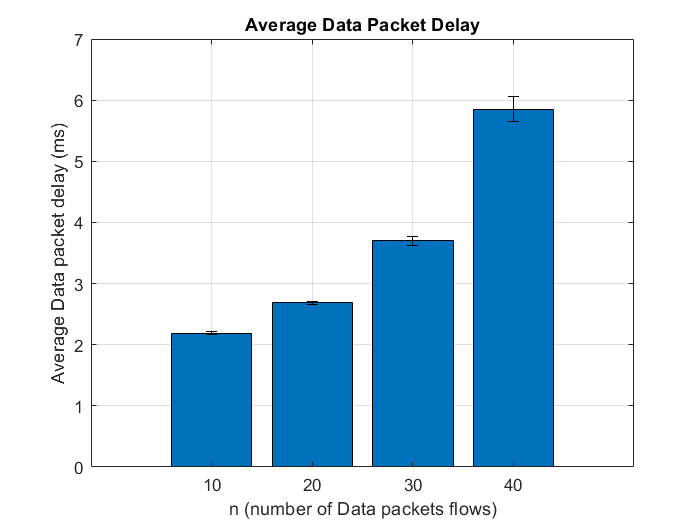 Average Data Packet Delay
7
6
5
4
3
2
1
0
Average Data packet delay (ms)
10 20 30 40
n (number of Data packets flows)